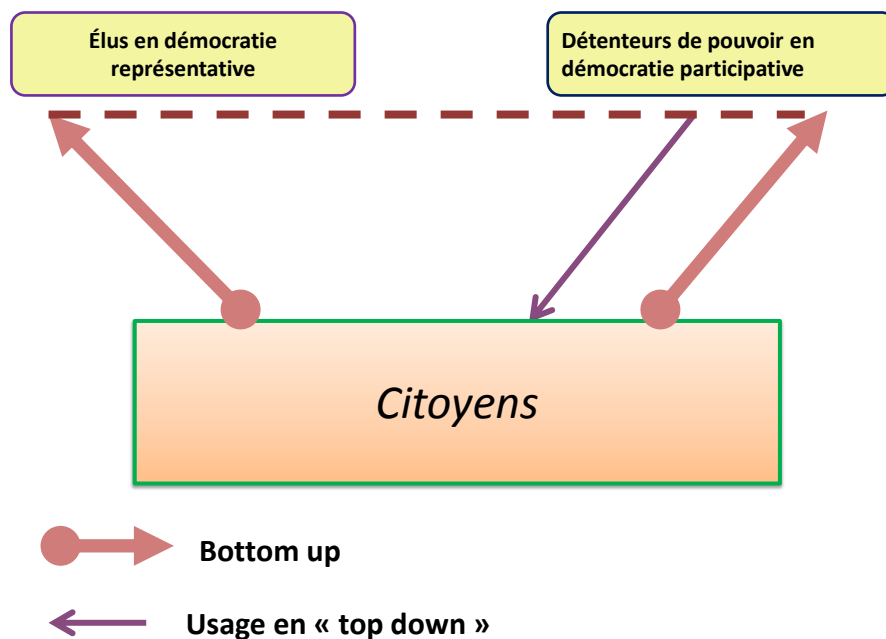 Élus en démocratie
représentative
Détenteurs de pouvoir en
démocratie participative
Citoyens
Bottom up
Usage en « top down »